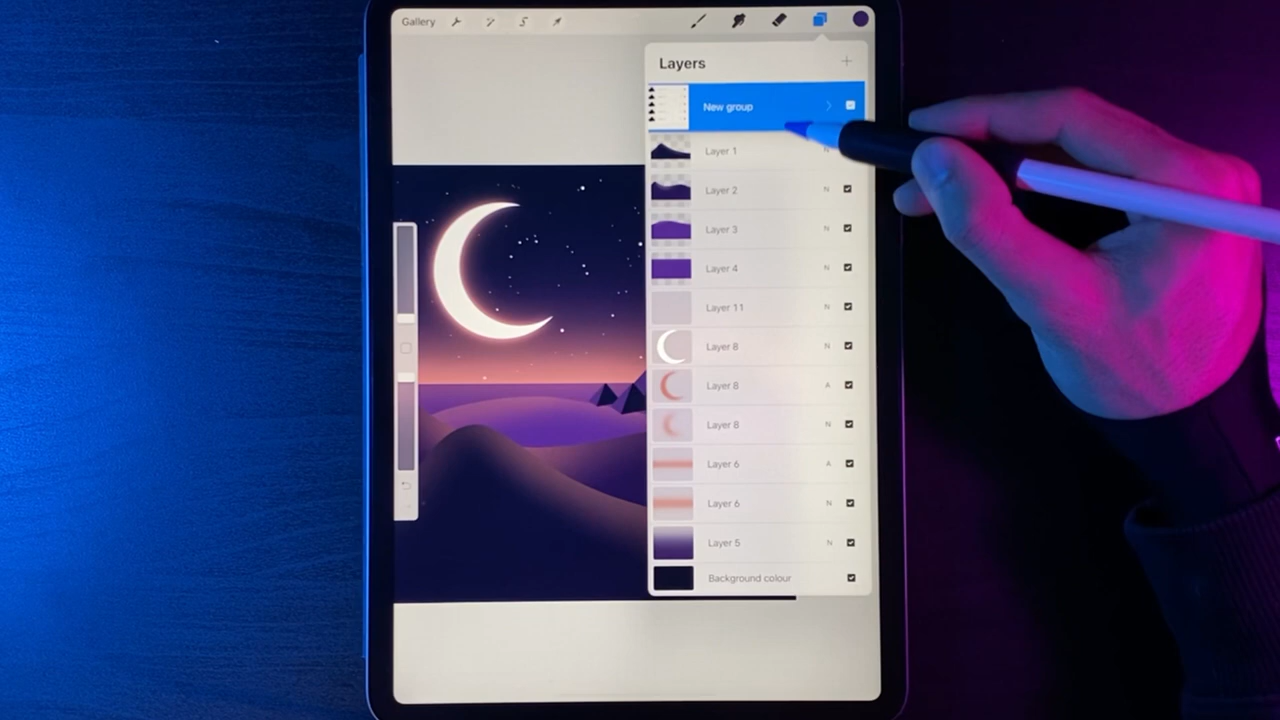 Gallery
Layers
New group
Layer 1
Layer 2 N
Layer 3 N
Layer 4 N
Layer 11 N
Layer 8 N
Layer 8 A
Layer 8 N
Layer 6 A
Layer 6 N
Layer 5 N
Background colour